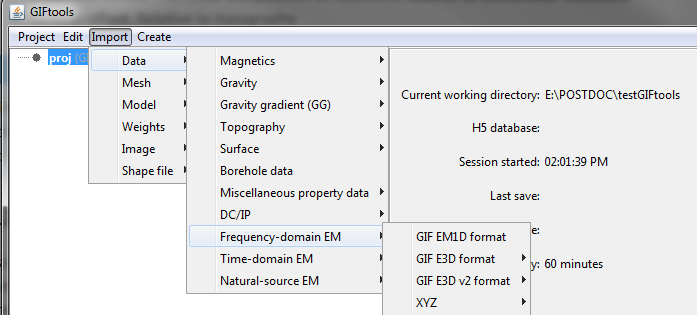 GIFtools
Project Edit Import Create
proj
Data
Mesh
Model
Weights
Image
Shape file
Magnetics
Gravity
Gravity gradient (GG)
Topography
Surface
Borehole data
Miscellaneous property data
DC/IP
Frequency-domain EM
Time-domain EM
Natural-source EM
GIF EM1D format
GIF E3D format
GIF E3D v2 format
XYZ
Current working directory: E:\POSTDOC\testGIFtools
H5 database:
Session started: 02:01:39 PM
Last save:
e:
y: 60 minutes